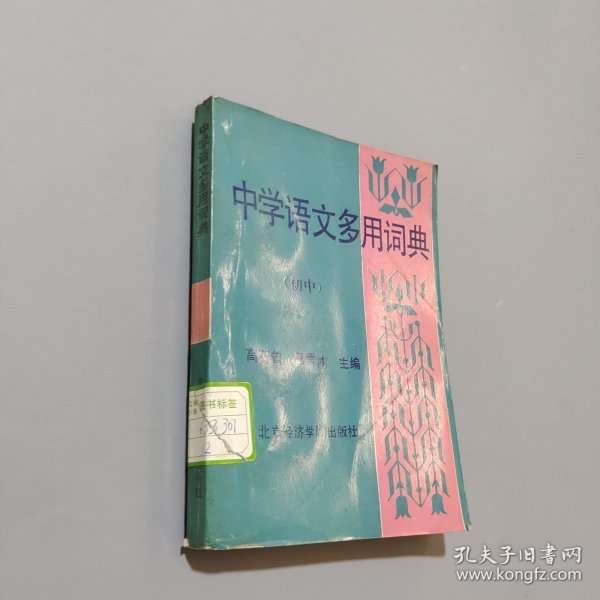 中学语文多用词典
中学语文多用词典
(初中)
主编
北京经济学院出版社
书标签
2
孔夫子旧书网
www.kongfz.com